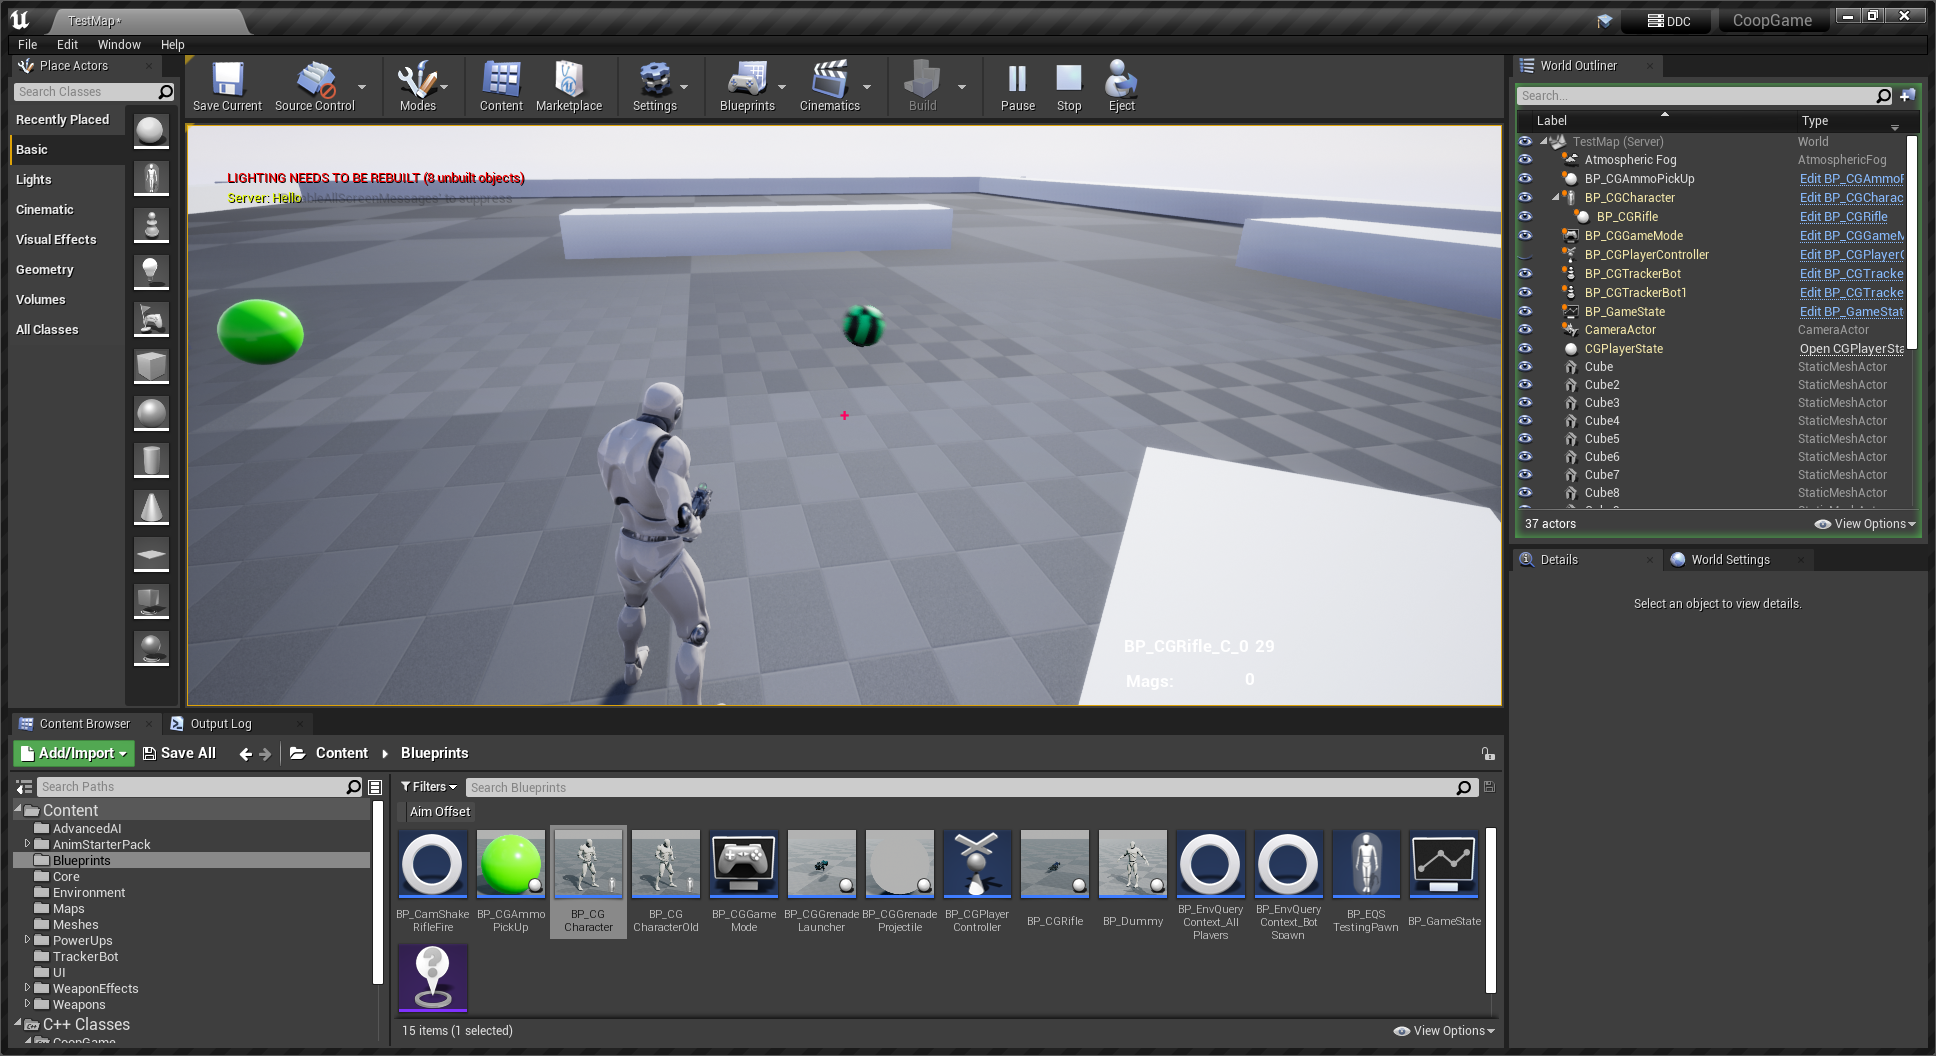 TestMap*
DDC
CoopGame
File Edit Window Help
Place Actors
Search Classes
Recently Placed
Basic
Lights
Cinematic
Visual Effects
Geometry
Volumes
All Classes
Save Current
Source Control
Modes
Content
Marketplace
Settings
Blueprints
Cinematics
Build
Pause
Stop
Eject
LIGHTING NEEDS TO BE REBUILT (8 unbuilt objects)
Server: Hello
bleAllScreenMessages' to suppress
BP_CGRifle_C_0 29
Mags: 0
World Outliner
Search...
Label Type
TestMap (Server) World
Atmospheric Fog AtmosphericFog
BP_CGAmmoPickUp Edit BP_CGAmmoP
BP_CGCharacter Edit BP_CGCharac
BP_CGRifle Edit BP_CGRifle
BP_CGGameMode Edit BP_CGGameM
BP_CGPlayerController Edit BP_CGPlayerC
BP_CGTrackerBot Edit BP_CGTracke
BP_CGTrackerBot1 Edit BP_CGTracke
BP_GameState Edit BP_GameStat
CameraActor CameraActor
CGPlayerState Open CGPlayerSta
Cube StaticMeshActor
Cube2 StaticMeshActor
Cube3 StaticMeshActor
Cube4 StaticMeshActor
Cube5 StaticMeshActor
Cube6 StaticMeshActor
Cube7 StaticMeshActor
Cube8 StaticMeshActor
37 actors
View Options
Details
World Settings
Select an object to view details.
Content Browser
Output Log
Add/Import
Save All
Content
Blueprints
Search Paths
Content
AdvancedAI
AnimStarterPack
Blueprints
Core
Environment
Maps
Meshes
PowerUps
TrackerBot
UI
WeaponEffects
Weapons
C++ Classes
CoopGame
Filters
Search Blueprints
Aim Offset
BP_CamShake
RifleFire
BP_CGAmmo
PickUp
BP_CG
Character
BP_CG
CharacterOld
BP_CGGame
Mode
BP_CGGrenade
Launcher
BP_CGGrenade
Projectile
BP_CGPlayer
Controller
BP_CGRifle
BP_Dummy
BP_EnvQuery
Context_All
Players
BP_EnvQuery
Context_Bot
Spawn
BP_EQS
TestingPawn
BP_GameState
15 items (1 selected)
View Options